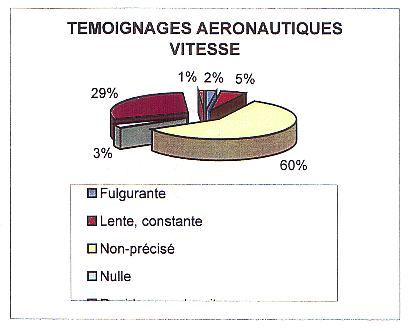 TEMOIGNAGES AERONAUTIQUES
VITESSE
1% 2% 5%
29%
3%
60%
Fulgurante
Lente, constante
Non-précisé
Nulle